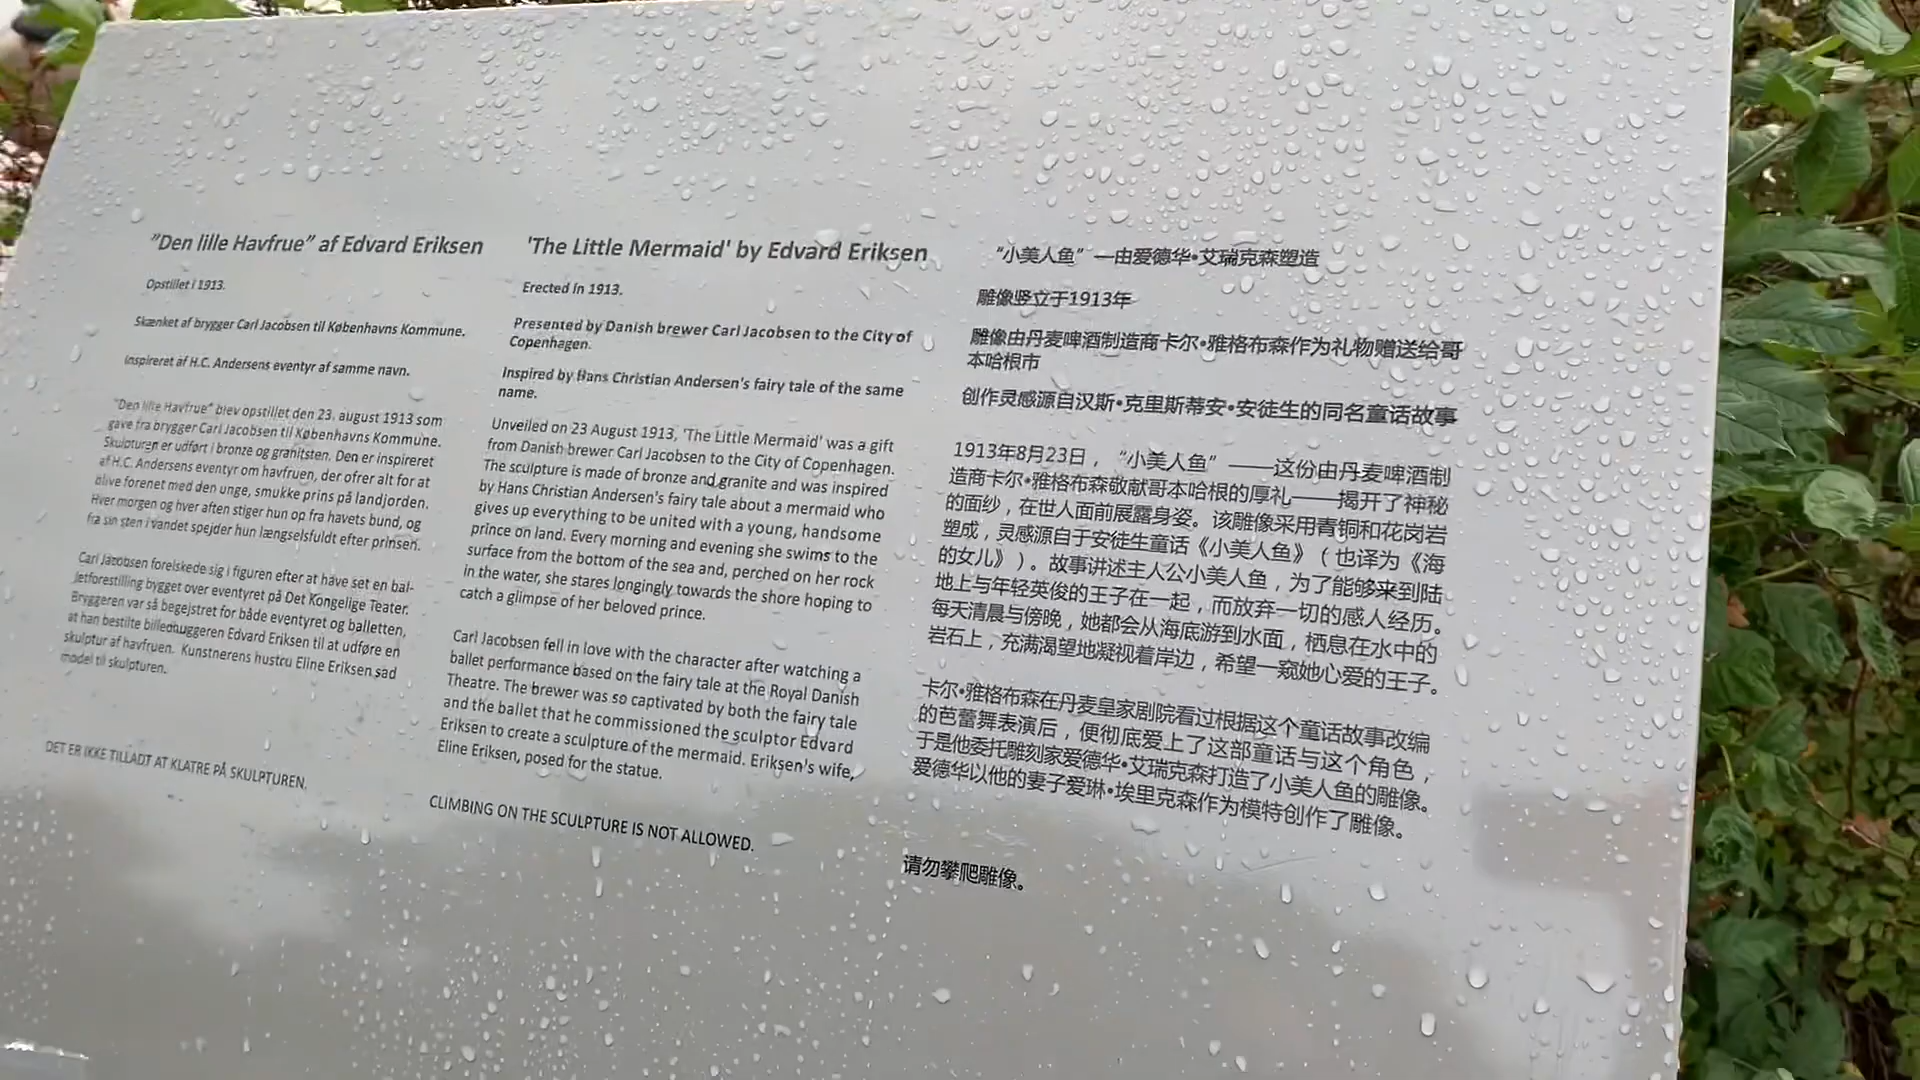 "Den lille Havfrue" af Edvard Eriksen
Opstillet i 1913.
Skænket af brygger Carl Jacobsen til Københavns Kommune.
Inspireret af H.C. Andersens eventyr af samme navn.
"Den lille Havfrue" blev opstillet den 23. august 1913 som
gave fra brygger Carl Jacobsen til Københavns Kommune.
Skulpturen er udført i bronze og granitsten. Den er inspireret
af H.C. Andersens eventyr om havfruen, der ofrer alt for at
blive forenet med den unge, smukke prins på landjorden.
Hver morgen og hver aften stiger hun op fra havets bund, og
fra sin sten i vandet spejder hun længselsfuldt efter prinsen.
Carl Jacobsen forelskede sig i figuren efter at have set en bal-
letforestilling bygget over eventyret på Det Kongelige Teater.
Bryggeren var så begejstret for både eventyret og balletten,
at han bestilte billedhuggeren Edvard Eriksen til at udføre en
skulptur af havfruen. Kunstnerens hustru Eline Eriksen sad
model til skulpturen.
DET ER IKKE TILLADT AT KLATRE PÅ SKULPTUREN.
'The Little Mermaid' by Edvard Eriksen
Erected in 1913.
Presented by Danish brewer Carl Jacobsen to the City of
Copenhagen.
Inspired by Hans Christian Andersen's fairy tale of the same
name.
Unveiled on 23 August 1913, 'The Little Mermaid' was a gift
from Danish brewer Carl Jacobsen to the City of Copenhagen.
The sculpture is made of bronze and granite and was inspired
by Hans Christian Andersen's fairy tale about a mermaid who
gives up everything to be united with a young, handsome
prince on land. Every morning and evening she swims to the
surface from the bottom of the sea and, perched on her rock
in the water, she stares longingly towards the shore hoping to
catch a glimpse of her beloved prince.
Carl Jacobsen fell in love with the character after watching a
ballet performance based on the fairy tale at the Royal Danish
Theatre. The brewer was so captivated by both the fairy tale
and the ballet that he commissioned the sculptor Edvard
Eriksen to create a sculpture of the mermaid. Eriksen's wife,
Eline Eriksen, posed for the statue.
CLIMBING ON THE SCULPTURE IS NOT ALLOWED.
“小美人鱼”—由爱德华•艾瑞克森塑造
雕像竖立于1913年
雕像由丹麦啤酒制造商卡尔•雅格布森作为礼物赠送给哥
本哈根市
创作灵感源自汉斯•克里斯蒂安•安徒生的同名童话故事
1913年8月23日，“小美人鱼”——这份由丹麦啤酒制
造商卡尔•雅格布森敬献哥本哈根的厚礼——揭开了神秘
的面纱，在世人面前展露身姿。该雕像采用青铜和花岗岩
塑成，灵感源自于安徒生童话《小美人鱼》（也译为《海
的女儿》）。故事讲述主人公小美人鱼，为了能够来到陆
地上与年轻英俊的王子在一起，而放弃一切的感人经历。
每天清晨与傍晚，她都会从海底游到水面，栖息在水中的
岩石上，充满渴望地凝视着岸边，希望一窥她心爱的王子。
卡尔•雅格布森在丹麦皇家剧院看过根据这个童话故事改编
的芭蕾舞表演后，便彻底爱上了这部童话与这个角色，
于是他委托雕刻家爱德华•艾瑞克森打造了小美人鱼的雕像。
爱德华以他的妻子爱琳•埃里克森作为模特创作了雕像。
请勿攀爬雕像。